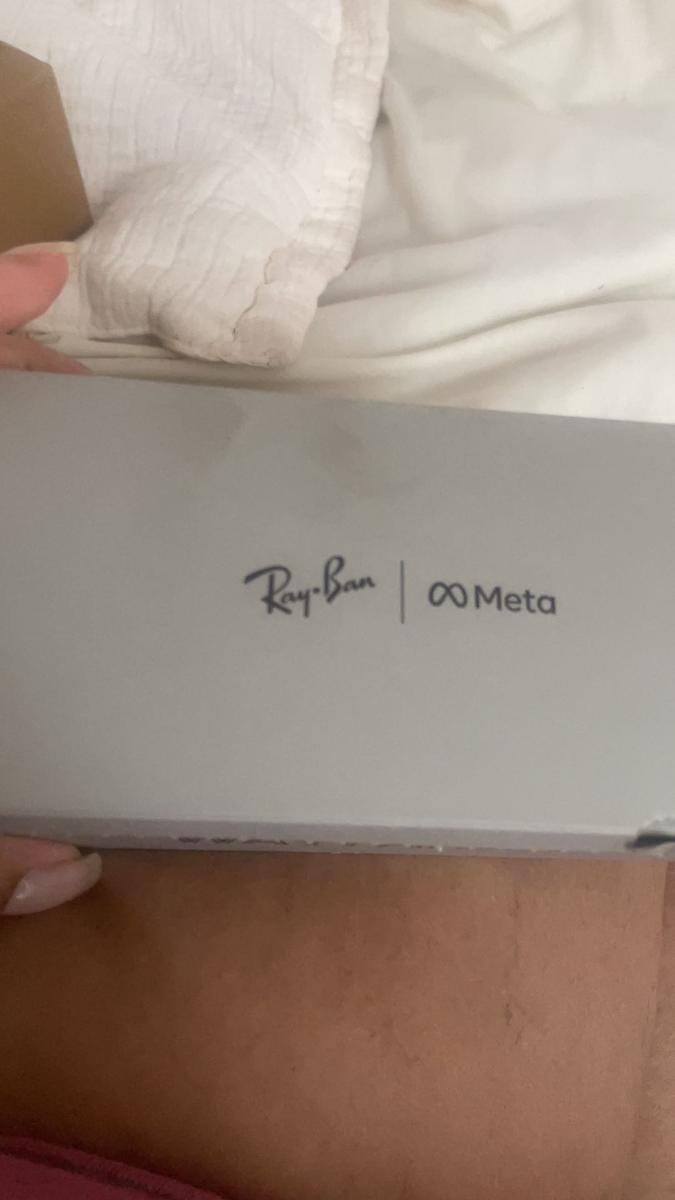 Ray-Ban | ∞ Meta